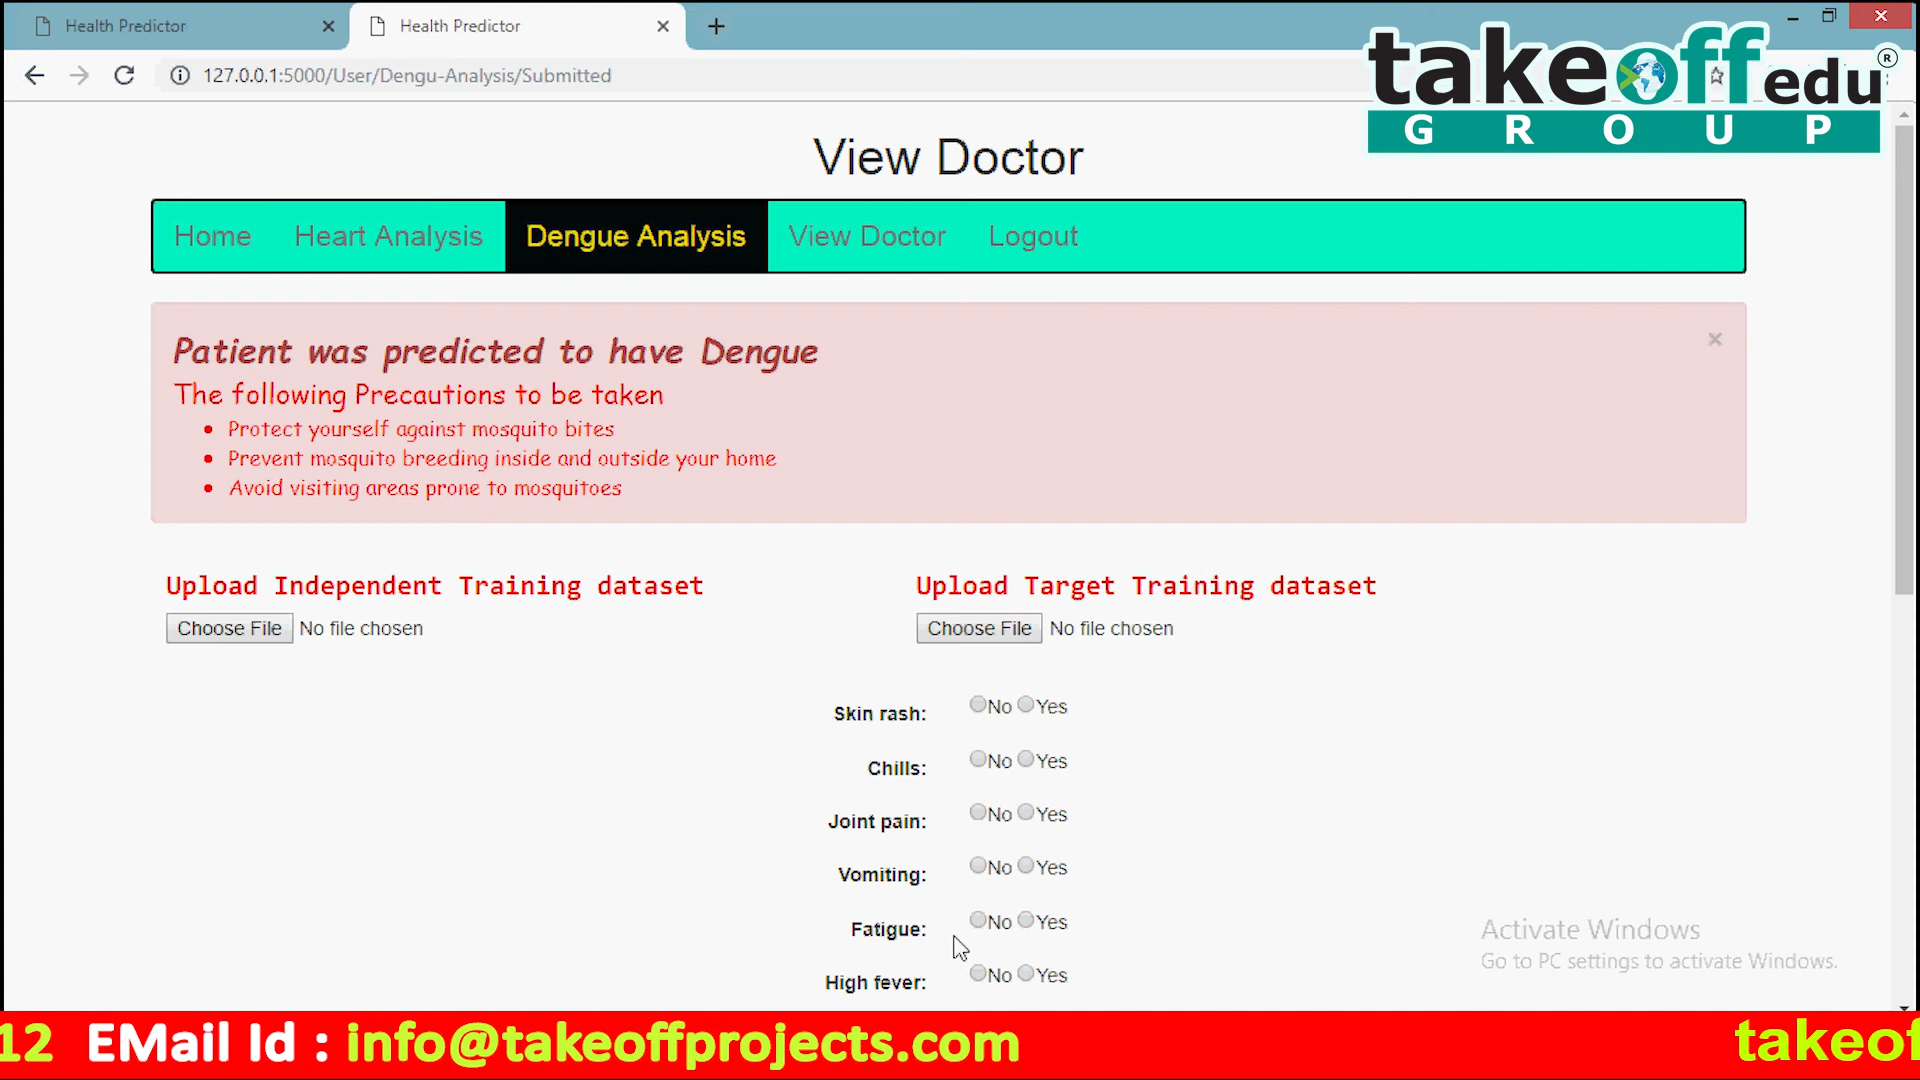 Health Predictor
Health Predictor
127.0.0.1:5000/User/Dengu-Analysis/Submitted
takeoff edu ®
GROUP
View Doctor
Home Heart Analysis Dengue Analysis View Doctor Logout
Patient was predicted to have Dengue
The following Precautions to be taken
Protect yourself against mosquito bites
Prevent mosquito breeding inside and outside your home
Avoid visiting areas prone to mosquitoes
Upload Independent Training dataset
Choose File No file chosen
Upload Target Training dataset
Choose File No file chosen
Skin rash: No Yes
Chills: No Yes
Joint pain: No Yes
Vomiting: No Yes
Fatigue: No Yes
High fever: No Yes
Activate Windows
Go to PC settings to activate Windows.
12 EMail Id : info@takeoffprojects.com takeof